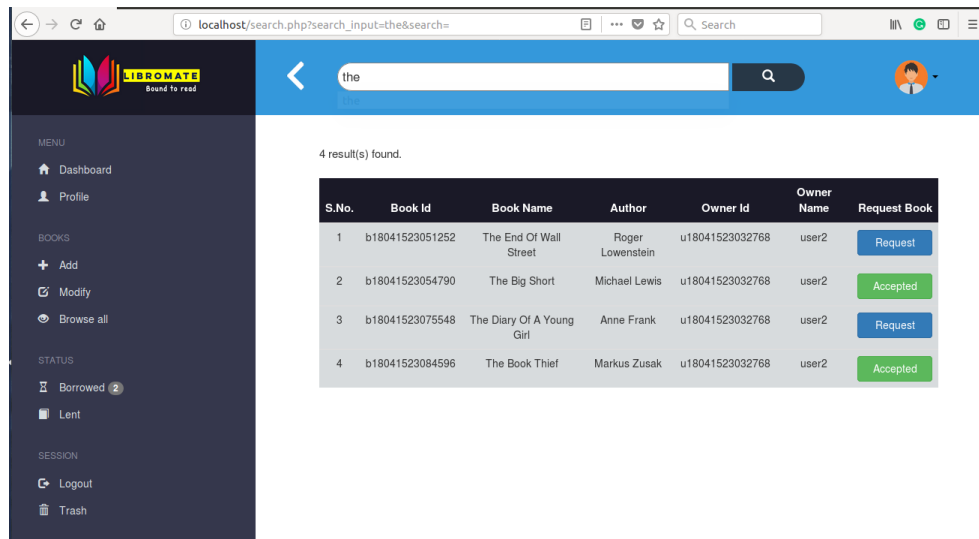 localhost/search.php?search_input=the&search=
Search
LIBROMATE
Bound to read
the
the
MENU
Dashboard
Profile
BOOKS
Add
Modify
Browse all
STATUS
Borrowed 2
Lent
SESSION
Logout
Trash
4 result(s) found.
S.No. Book Id Book Name Author Owner Id Owner Name Request Book
1 b18041523051252 The End Of Wall Street Roger Lowenstein u18041523032768 user2 Request
2 b18041523054790 The Big Short Michael Lewis u18041523032768 user2 Accepted
3 b18041523075548 The Diary Of A Young Girl Anne Frank u18041523032768 user2 Request
4 b18041523084596 The Book Thief Markus Zusak u18041523032768 user2 Accepted